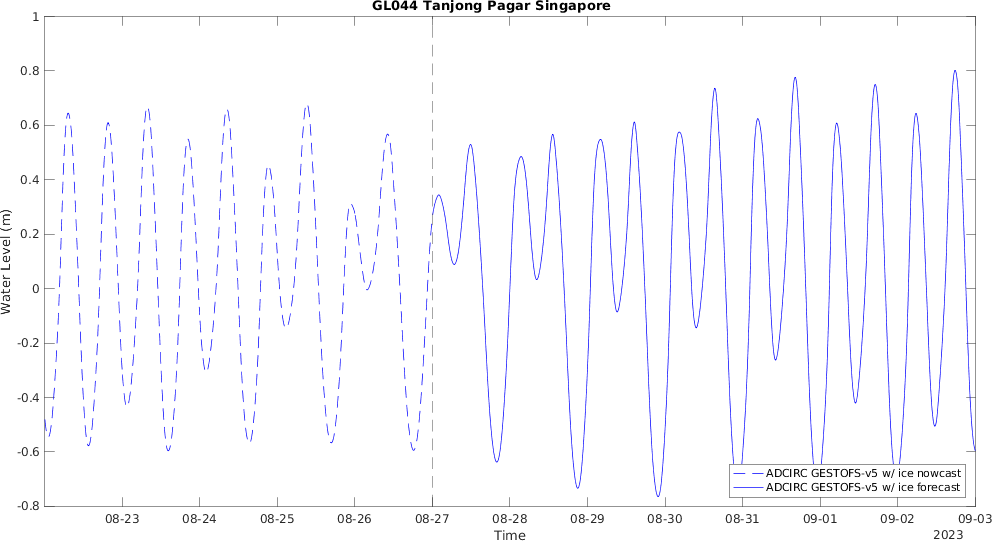 GL044 Tanjong Pagar Singapore
Water Level (m)
1
0.8
0.6
0.4
0.2
0
-0.2
-0.4
-0.6
-0.8
ADCIRC GESTOFS-v5 w/ ice nowcast
ADCIRC GESTOFS-v5 w/ ice forecast
08-23 08-24 08-25 08-26 08-27 08-28 08-29 08-30 08-31 09-01 09-02 09-03
Time
2023